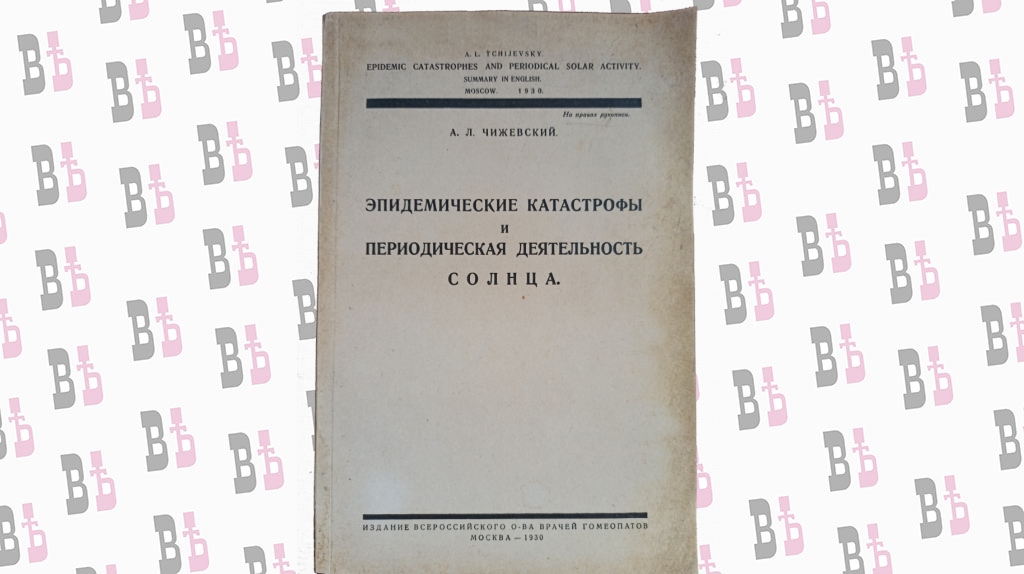 A. L. TCHIJEVSKY.
EPIDEMIC CATASTROPHES AND PERIODICAL SOLAR ACTIVITY.
SUMMARY IN ENGLISH.
MOSCOW. 1930.
На правах рукописи.
А. Л. ЧИЖЕВСКИЙ.
ЭПИДЕМИЧЕСКИЕ КАТАСТРОФЫ
И
ПЕРИОДИЧЕСКАЯ ДЕЯТЕЛЬНОСТЬ
СОЛНЦА.
ИЗДАНИЕ ВСЕРОССИЙСКОГО О-ВА ВРАЧЕЙ ГОМЕОПАТОВ
МОСКВА — 1930